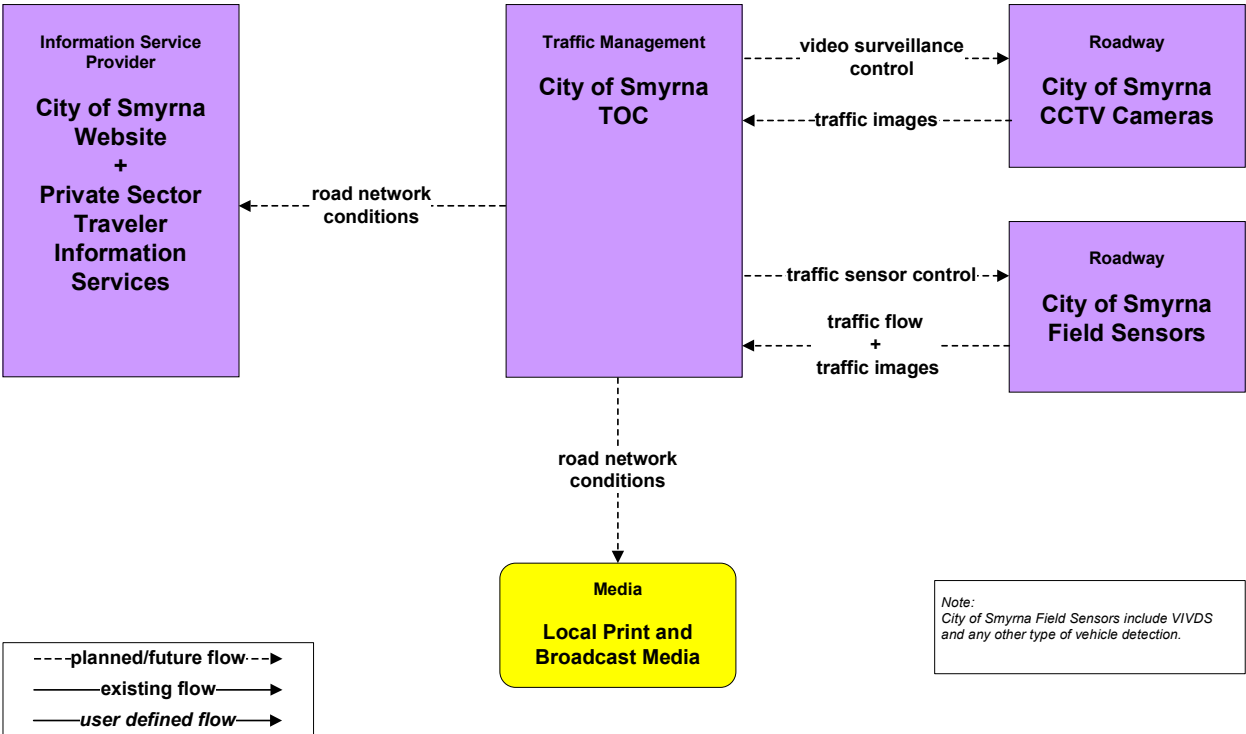 Information Service
Provider
City of Smyrna
Website
+
Private Sector
Traveler
Information
Services
road network
conditions
Traffic Management
City of Smyrna
TOC
video surveillance
control
traffic images
Roadway
City of Smyrna
CCTV Cameras
traffic sensor control
traffic flow
+
traffic images
Roadway
City of Smyrna
Field Sensors
road network
conditions
Media
Local Print and
Broadcast Media
Note:
City of Smyrna Field Sensors include VIVDS
and any other type of vehicle detection.
planned/future flow
existing flow
user defined flow